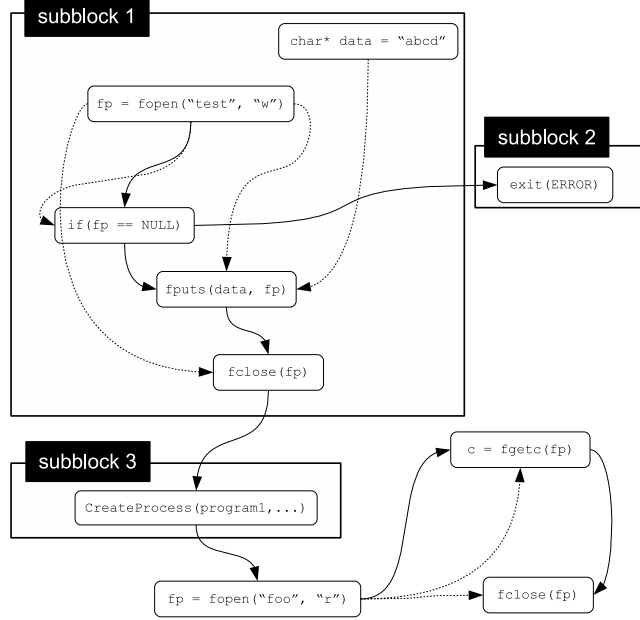 subblock 1
char* data = “abcd”
fp = fopen(“test”, “w”)
subblock 2
exit(ERROR)
if(fp == NULL)
fputs(data, fp)
fclose(fp)
c = fgetc(fp)
subblock 3
CreateProcess(program1,...)
fp = fopen(“foo”, “r”)
fclose(fp)